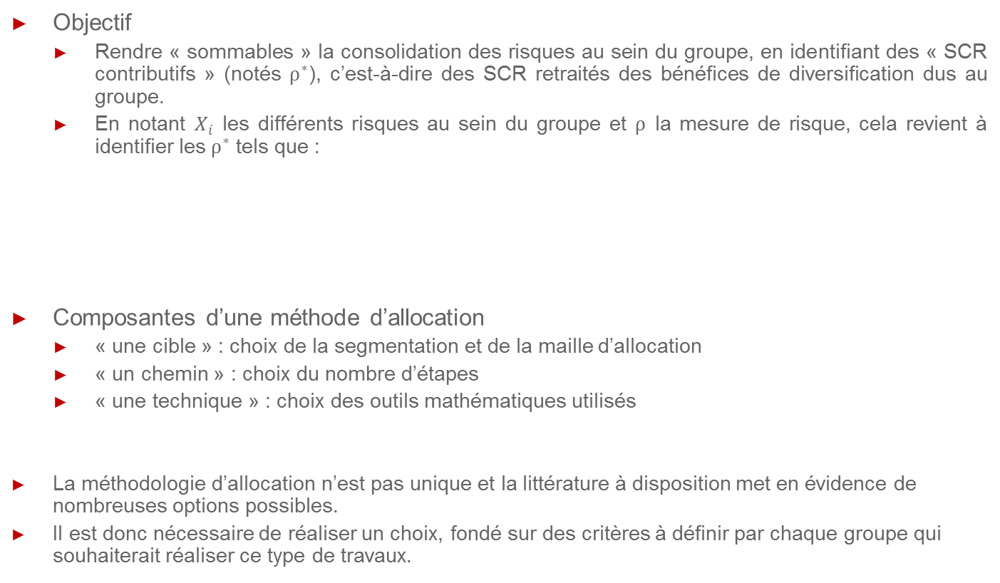 ► Objectif
► Rendre « sommables » la consolidation des risques au sein du groupe, en identifiant des « SCR
contributifs » (notés ρ*), c’est-à-dire des SCR retraités des bénéfices de diversification dus au
groupe.
► En notant Xᵢ les différents risques au sein du groupe et ρ la mesure de risque, cela revient à
identifier les ρ* tels que :
► Composantes d’une méthode d’allocation
► « une cible » : choix de la segmentation et de la maille d’allocation
► « un chemin » : choix du nombre d’étapes
► « une technique » : choix des outils mathématiques utilisés
► La méthodologie d’allocation n’est pas unique et la littérature à disposition met en évidence de
nombreuses options possibles.
► Il est donc nécessaire de réaliser un choix, fondé sur des critères à définir par chaque groupe qui
souhaiterait réaliser ce type de travaux.